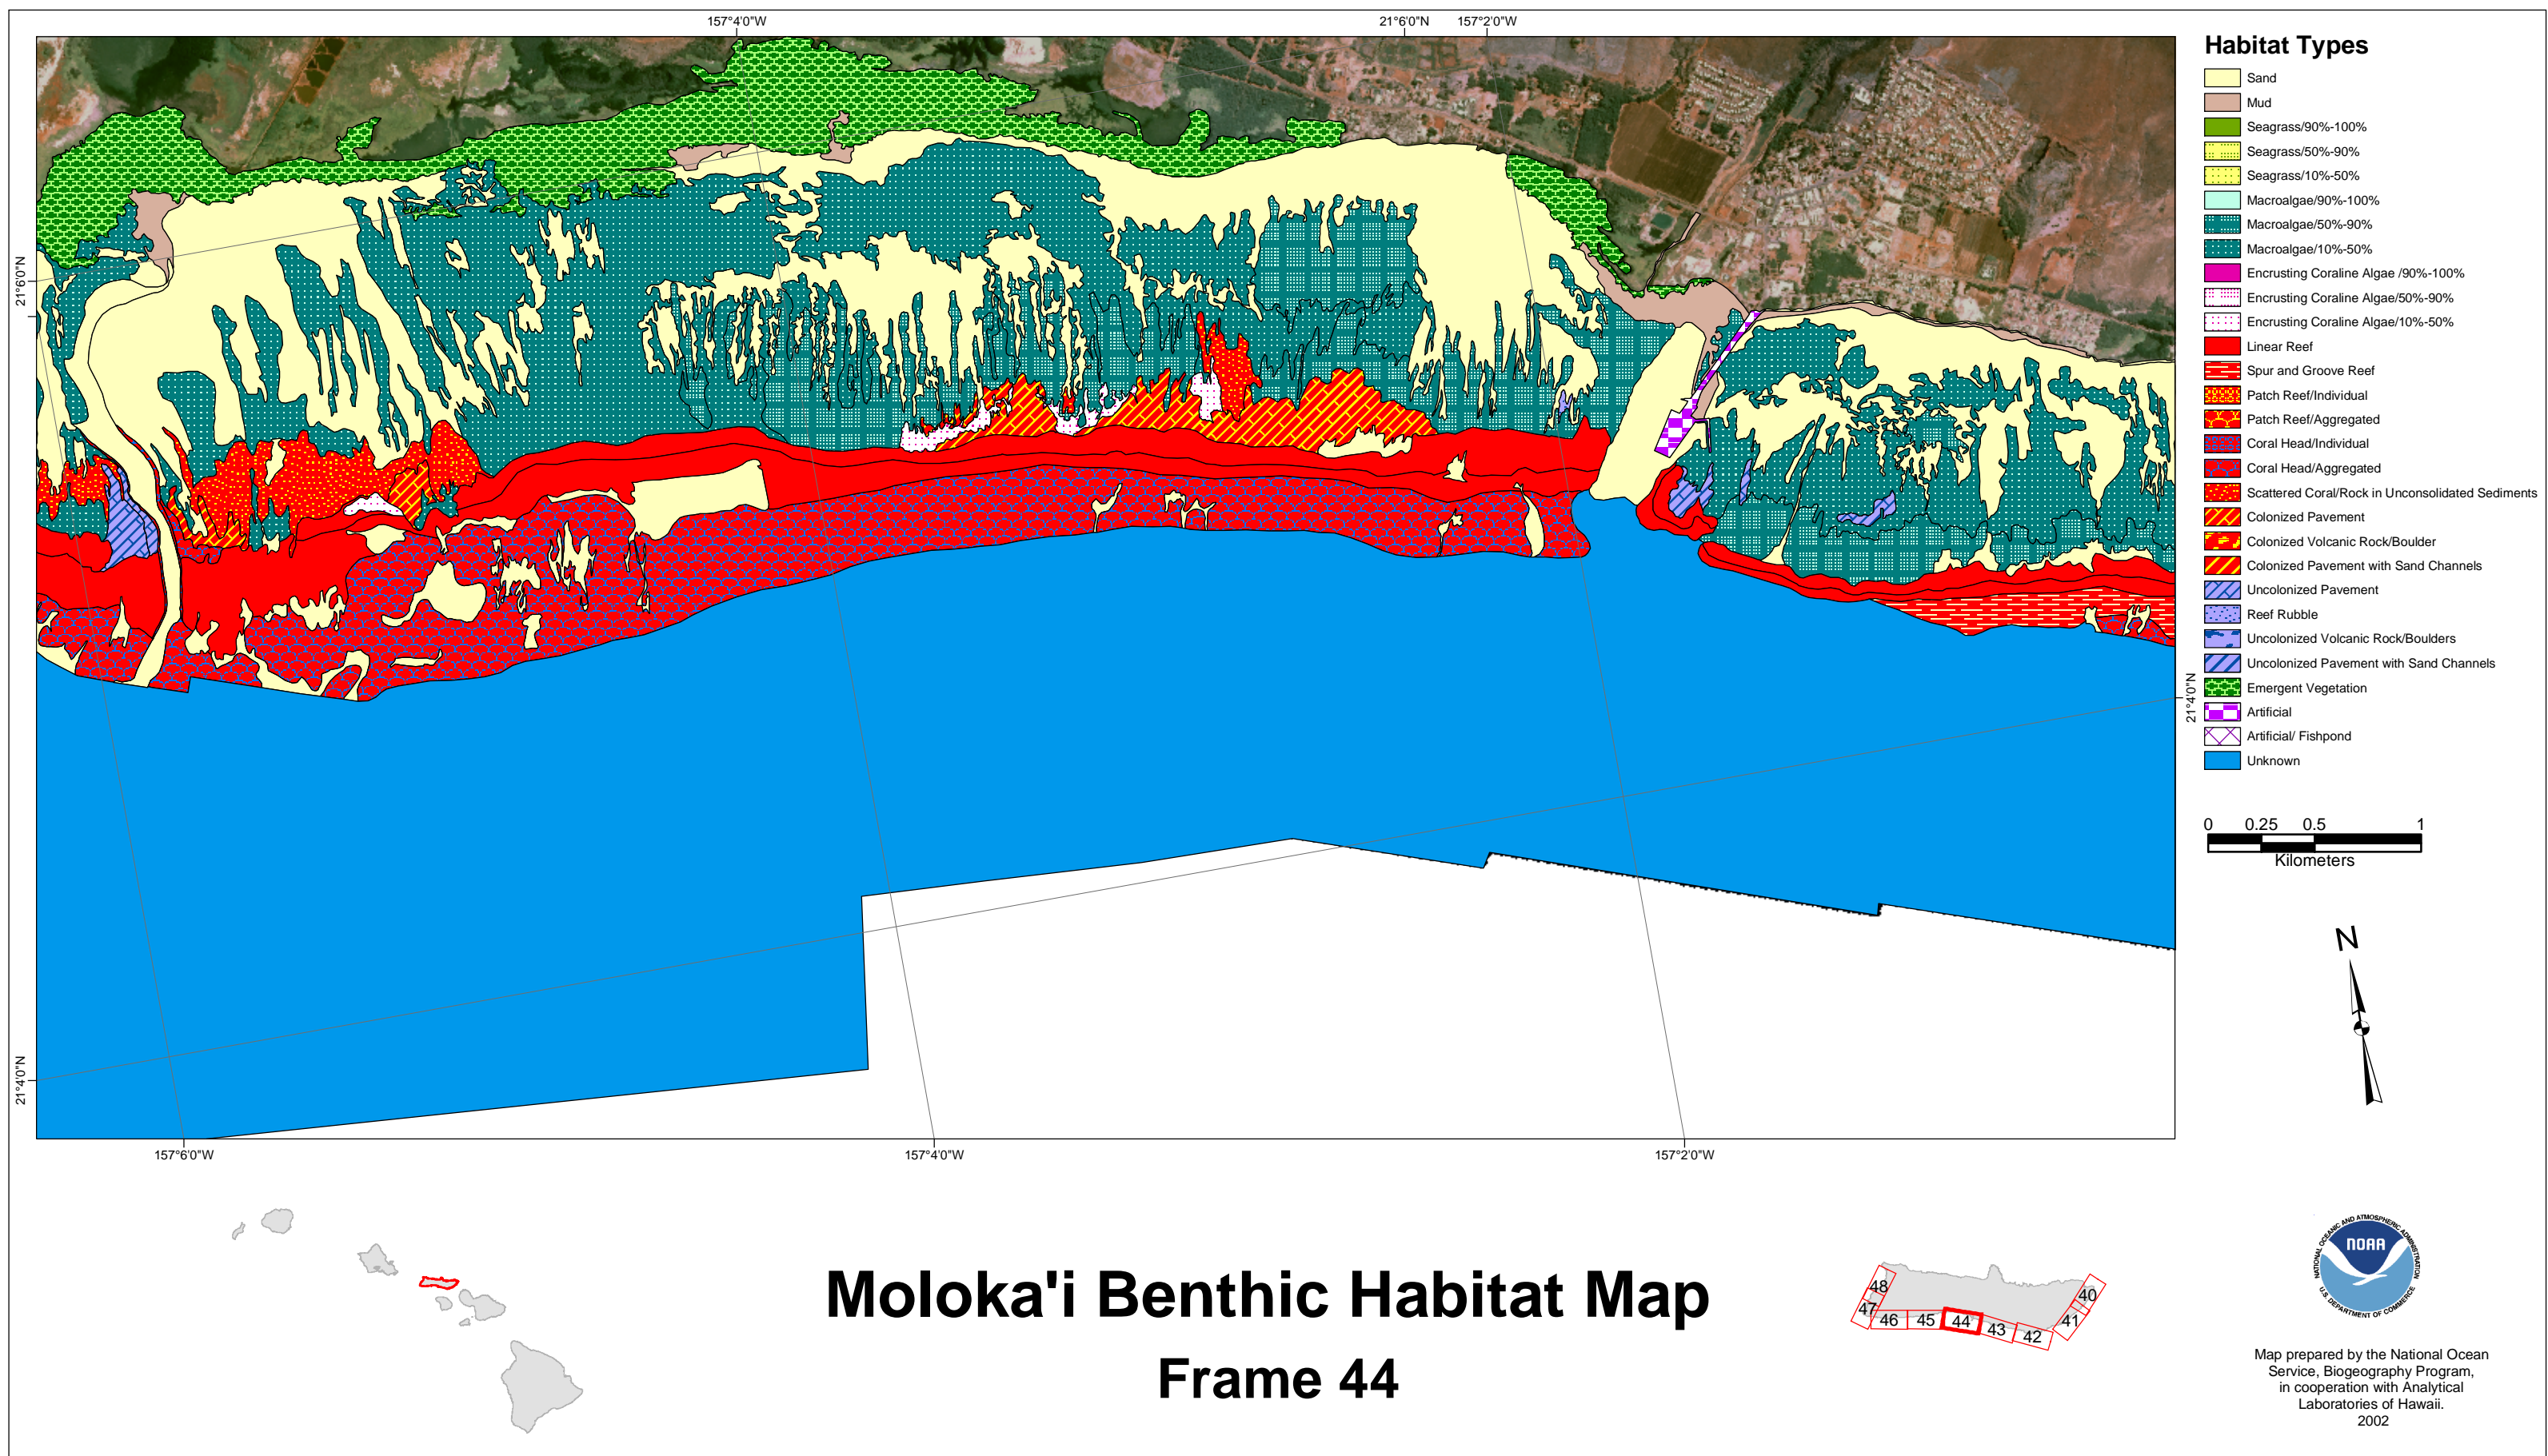 157°4'0"W
21°6'0"N
157°2'0"W
21°6'0"N
21°4'0"N
21°4'0"N
157°6'0"W
157°4'0"W
157°2'0"W
Habitat Types
Sand
Mud
Seagrass/90%-100%
Seagrass/50%-90%
Seagrass/10%-50%
Macroalgae/90%-100%
Macroalgae/50%-90%
Macroalgae/10%-50%
Encrusting Coraline Algae /90%-100%
Encrusting Coraline Algae/50%-90%
Encrusting Coraline Algae/10%-50%
Linear Reef
Spur and Groove Reef
Patch Reef/Individual
Patch Reef/Aggregated
Coral Head/Individual
Coral Head/Aggregated
Scattered Coral/Rock in Unconsolidated Sediments
Colonized Pavement
Colonized Volcanic Rock/Boulder
Colonized Pavement with Sand Channels
Uncolonized Pavement
Reef Rubble
Uncolonized Volcanic Rock/Boulders
Uncolonized Pavement with Sand Channels
Emergent Vegetation
Artificial
Artificial/ Fishpond
Unknown
0 0.25 0.5 1
Kilometers
N
Moloka'i Benthic Habitat Map
Frame 44
48
47
46
45
44
43
42
41
40
NATIONAL OCEANIC AND ATMOSPHERIC ADMINISTRATION
NOAA
U.S. DEPARTMENT OF COMMERCE
Map prepared by the National Ocean
Service, Biogeography Program,
in cooperation with Analytical
Laboratories of Hawaii.
2002